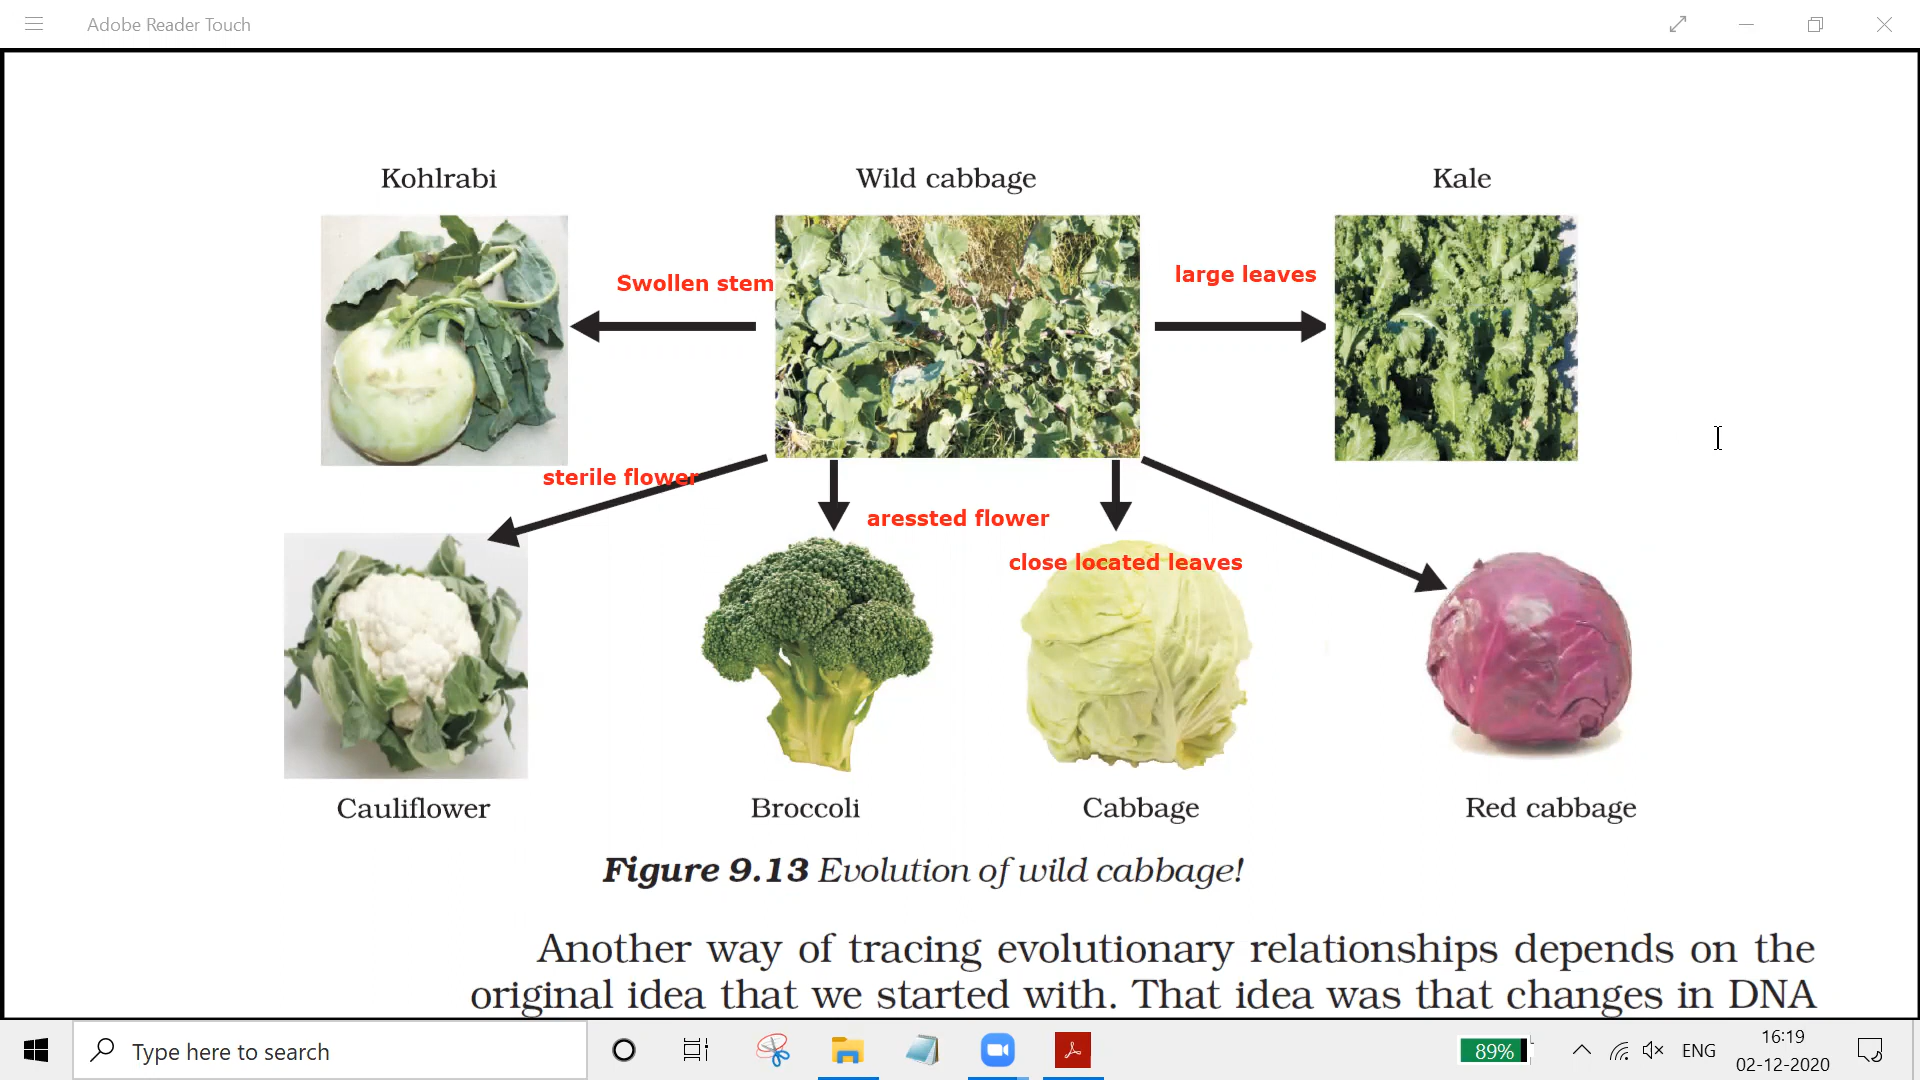 Adobe Reader Touch
Kohlrabi
Wild cabbage
Kale
Swollen stem
large leaves
sterile flower
aressted flower
close located leaves
Cauliflower
Broccoli
Cabbage
Red cabbage
Figure 9.13 Evolution of wild cabbage!
Another way of tracing evolutionary relationships depends on the
original idea that we started with. That idea was that changes in DNA
Type here to search
89%
ENG
16:19
02-12-2020